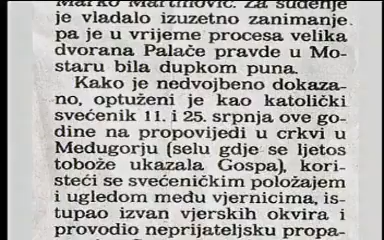 Marko Martinović. Za suđenje
je vladalo izuzetno zanimanje
pa je u vrijeme procesa velika
dvorana Palače pravde u Mo-
staru bila dupkom puna.
Kako je nedvojbeno dokaza-
no, optuženi je kao katolički
svećenik 11. i 25. srpnja ove go-
dine na propovijedi u crkvi u
Međugorju (selu gdje se ljetos
tobože ukazala Gospa), koris-
teći se svećeničkim položajem
i ugledom među vjernicima, is-
tupao izvan vjerskih okvira i
provodio neprijateljsku propa-